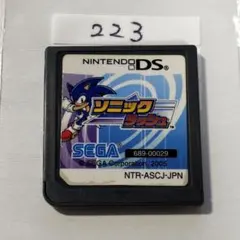 223
NINTENDO DS
ソニック
ラッシュ
SEGA
689-00029
© SEGA Corporation, 2005
NTR-ASCJ-JPN